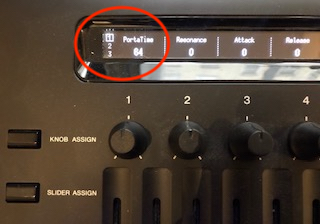 1 PortaTime Resonance Attack Release
2
3 64 0 0 0
1 2 3 4
KNOB ASSIGN
SLIDER ASSIGN